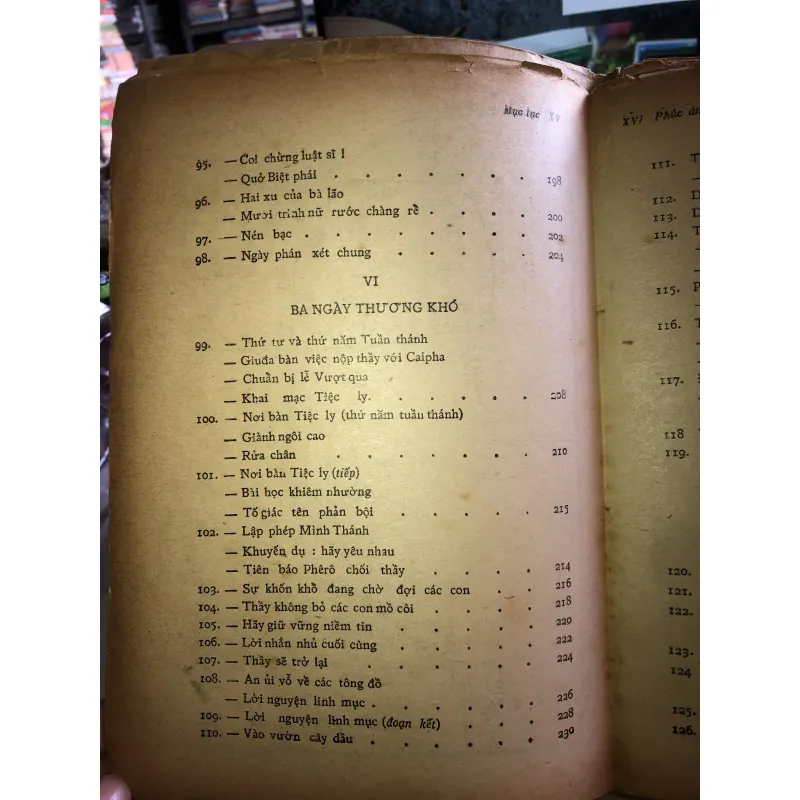 Mục lục XV
95. — Coi chừng luật sĩ !
— Quở Biệt phái . . . . . . . 198
96. — Hai xu của bà lão
— Mười trinh nữ rước chàng rể . . . . 200
97. — Nén bạc . . . . . . . . 202
98. — Ngày phán xét chung . . . . . 204
VI
BA NGÀY THƯƠNG KHÓ
99. — Thứ tư và thứ năm Tuần thánh
— Giuđa bàn việc nộp thầy với Caipha
— Chuẩn bị lễ Vượt qua
— Khai mạc Tiệc ly. . . . . . 208
100. — Nơi bàn Tiệc ly (thứ năm tuần thánh)
— Giành ngôi cao
— Rửa chân . . . . . . . 210
101. — Nơi bàn Tiệc ly (tiếp)
— Bài học khiêm nhường
— Tố giác tên phản bội . . . . . 215
102. — Lập phép Mình Thánh
— Khuyến dụ : hãy yêu nhau
— Tiên báo Phêrô chối thầy . . . . 214
103. — Sự khốn khổ đang chờ đợi các con . . 216
104. — Thầy không bỏ các con mồ côi . . . . 218
105. — Hãy giữ vững niềm tin . . . . . 220
106. — Lời nhắn nhủ cuối cùng . . . . . 222
107. — Thầy sẽ trở lại . . . . . . 224
108. — An ủi vỗ về các tông đồ
— Lời nguyện linh mục . . . . . . 226
109. — Lời nguyện linh mục (đoạn kết) . . . 228
110. — Vào vườn cây dầu . . . . . . 230
XVI Phúc
111. T
112. D
113. D
114. T
115. P
116. T
117.
118
119.
120.
121.
122.
123.
124
125.
126.